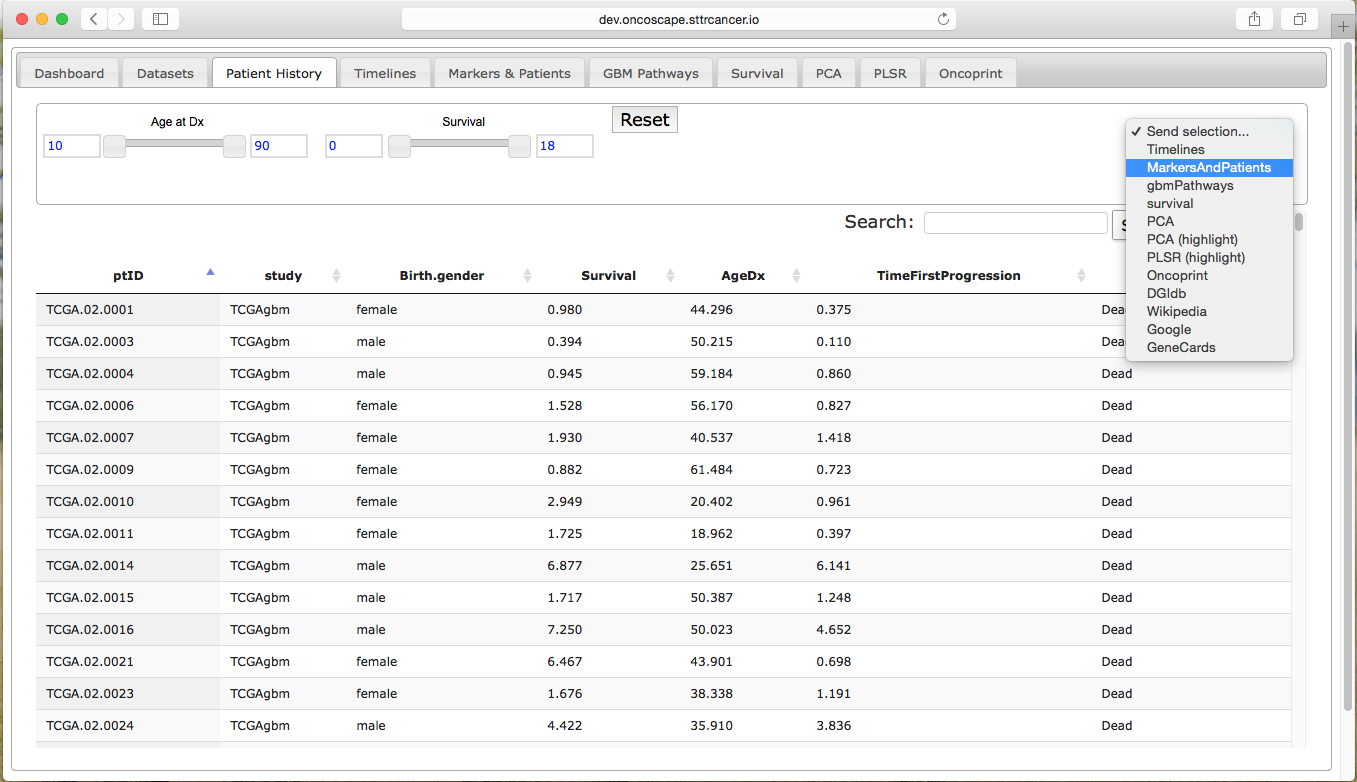 dev.oncoscape.sttrcancer.io
Dashboard Datasets Patient History Timelines Markers & Patients GBM Pathways Survival PCA PLSR Oncoprint
Age at Dx Survival Reset
10 90 0 18
✓ Send selection...
Timelines
MarkersAndPatients
gbmPathways
survival
PCA
PCA (highlight)
PLSR (highlight)
Oncoprint
DGIdb
Wikipedia
Google
GeneCards
Search:
ptID study Birth.gender Survival AgeDx TimeFirstProgression
TCGA.02.0001 TCGAgbm female 0.980 44.296 0.375
TCGA.02.0003 TCGAgbm male 0.394 50.215 0.110
TCGA.02.0004 TCGAgbm male 0.945 59.184 0.860 Dead
TCGA.02.0006 TCGAgbm female 1.528 56.170 0.827 Dead
TCGA.02.0007 TCGAgbm female 1.930 40.537 1.418 Dead
TCGA.02.0009 TCGAgbm female 0.882 61.484 0.723 Dead
TCGA.02.0010 TCGAgbm female 2.949 20.402 0.961 Dead
TCGA.02.0011 TCGAgbm female 1.725 18.962 0.397 Dead
TCGA.02.0014 TCGAgbm male 6.877 25.651 6.141 Dead
TCGA.02.0015 TCGAgbm male 1.717 50.387 1.248 Dead
TCGA.02.0016 TCGAgbm male 7.250 50.023 4.652 Dead
TCGA.02.0021 TCGAgbm female 6.467 43.901 0.698 Dead
TCGA.02.0023 TCGAgbm female 1.676 38.338 1.191 Dead
TCGA.02.0024 TCGAgbm male 4.422 35.910 3.836 Dead